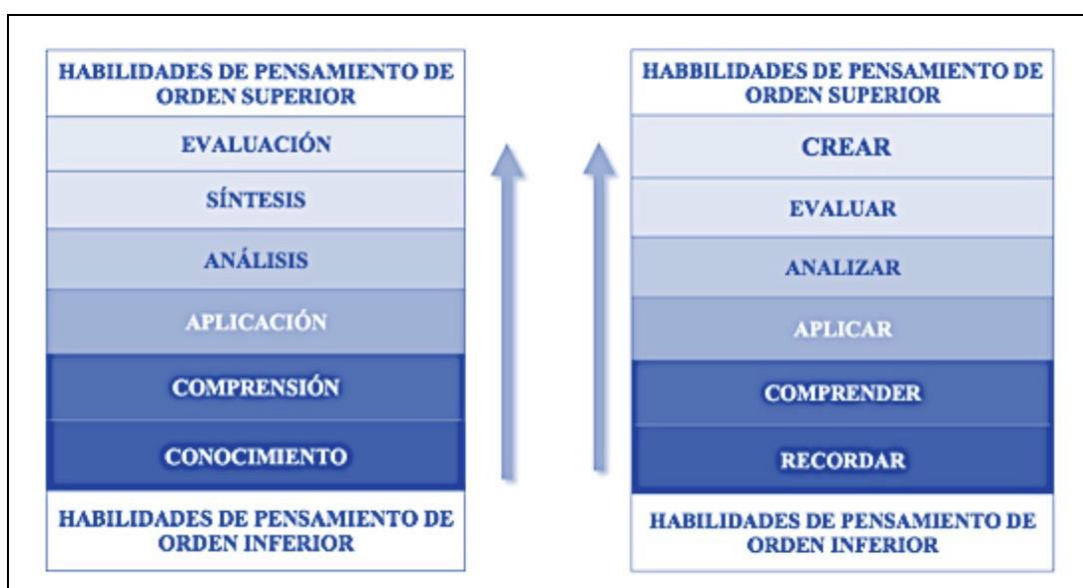 HABILIDADES DE PENSAMIENTO DE
ORDEN SUPERIOR
EVALUACIÓN
SÍNTESIS
ANÁLISIS
APLICACIÓN
COMPRENSIÓN
CONOCIMIENTO
HABILIDADES DE PENSAMIENTO DE
ORDEN INFERIOR
HABBILIDADES DE PENSAMIENTO DE
ORDEN SUPERIOR
CREAR
EVALUAR
ANALIZAR
APLICAR
COMPRENDER
RECORDAR
HABILIDADES DE PENSAMIENTO DE
ORDEN INFERIOR